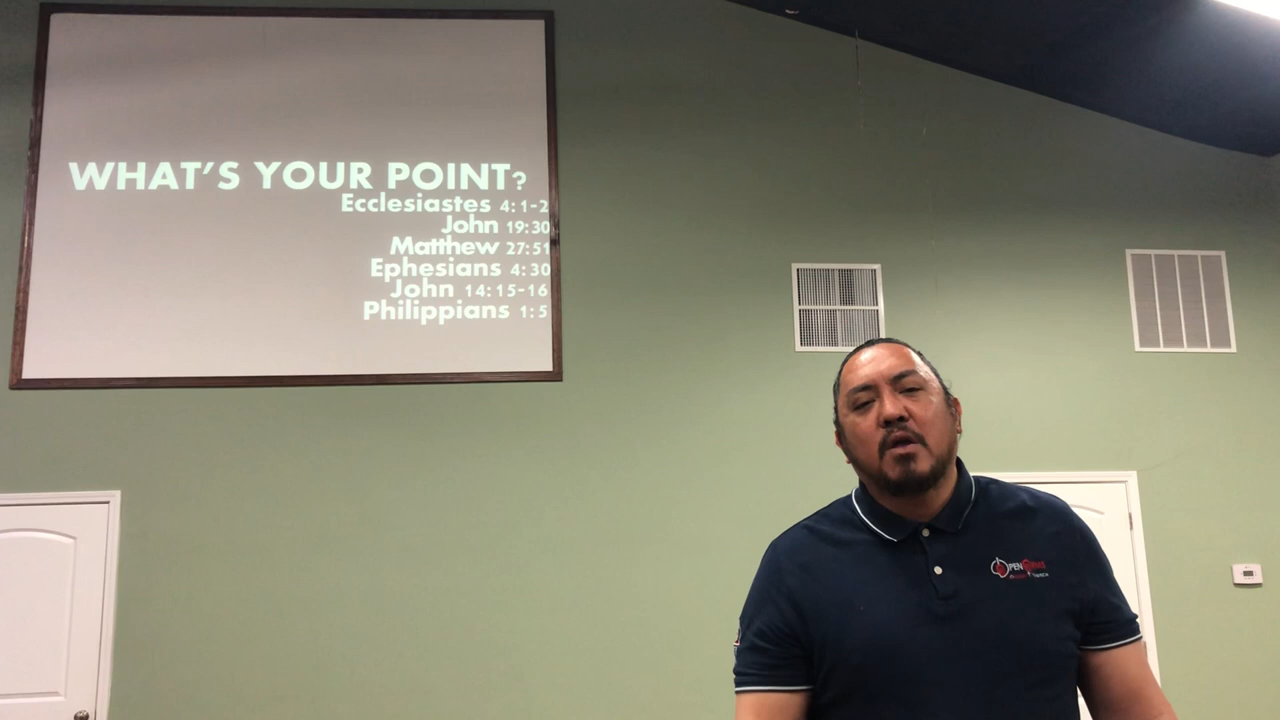 WHAT'S YOUR POINT?
Ecclesiastes 4:1-2
John 19:30
Matthew 27:51
Ephesians 4:30
John 14:15-16
Philippians 1:5